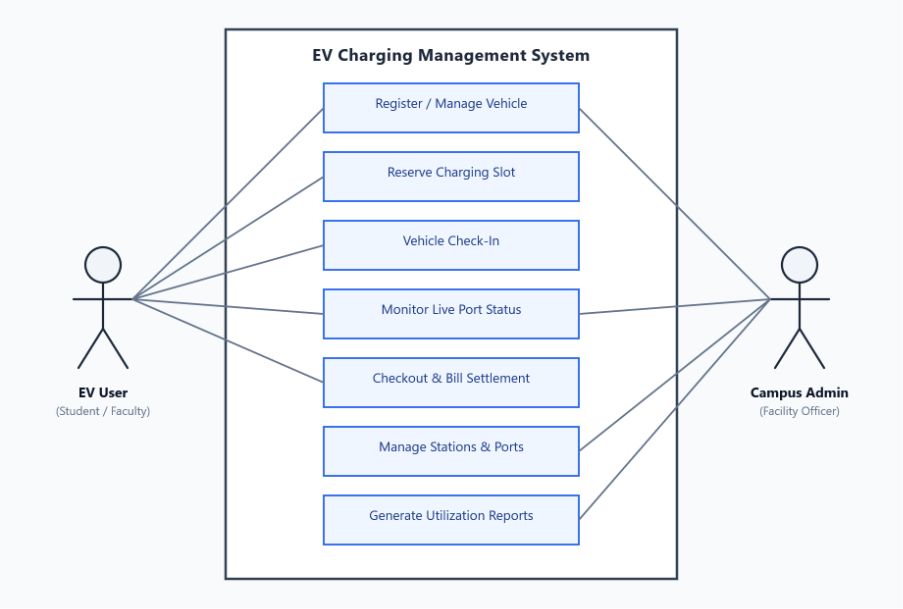 EV Charging Management System
Register / Manage Vehicle
Reserve Charging Slot
Vehicle Check-In
Monitor Live Port Status
Checkout & Bill Settlement
Manage Stations & Ports
Generate Utilization Reports
EV User
(Student / Faculty)
Campus Admin
(Facility Officer)